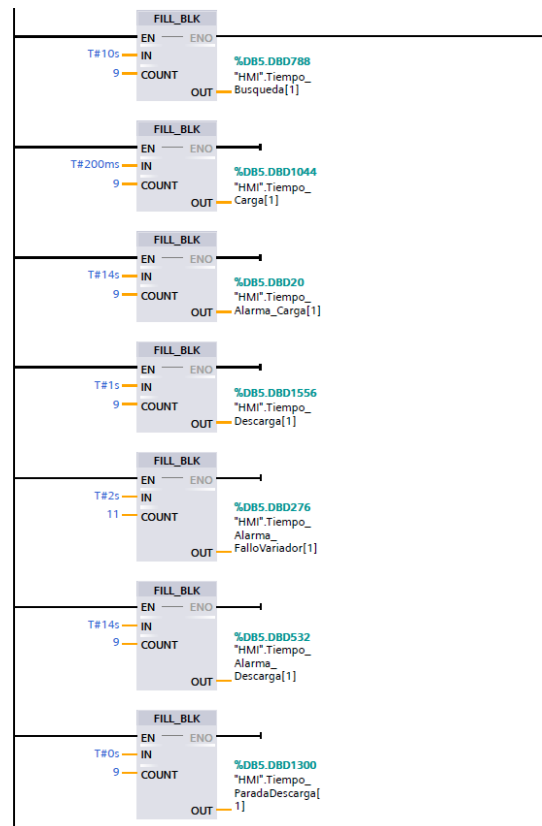 FILL_BLK
EN ENO
T#10s IN
9 COUNT
%DB5.DBD788
"HMI".Tiempo_
OUT Busqueda[1]
FILL_BLK
EN ENO
T#200ms IN
9 COUNT
%DB5.DBD1044
"HMI".Tiempo_
OUT Carga[1]
FILL_BLK
EN ENO
T#14s IN
9 COUNT
%DB5.DBD20
"HMI".Tiempo_
OUT Alarma_Carga[1]
FILL_BLK
EN ENO
T#1s IN
9 COUNT
%DB5.DBD1556
"HMI".Tiempo_
OUT Descarga[1]
FILL_BLK
EN ENO
T#2s IN
11 COUNT
%DB5.DBD276
"HMI".Tiempo_
Alarma_
OUT FalloVariador[1]
FILL_BLK
EN ENO
T#14s IN
9 COUNT
%DB5.DBD532
"HMI".Tiempo_
Alarma_
OUT Descarga[1]
FILL_BLK
EN ENO
T#0s IN
9 COUNT
%DB5.DBD1300
"HMI".Tiempo_
ParadaDescarga[
OUT 1]